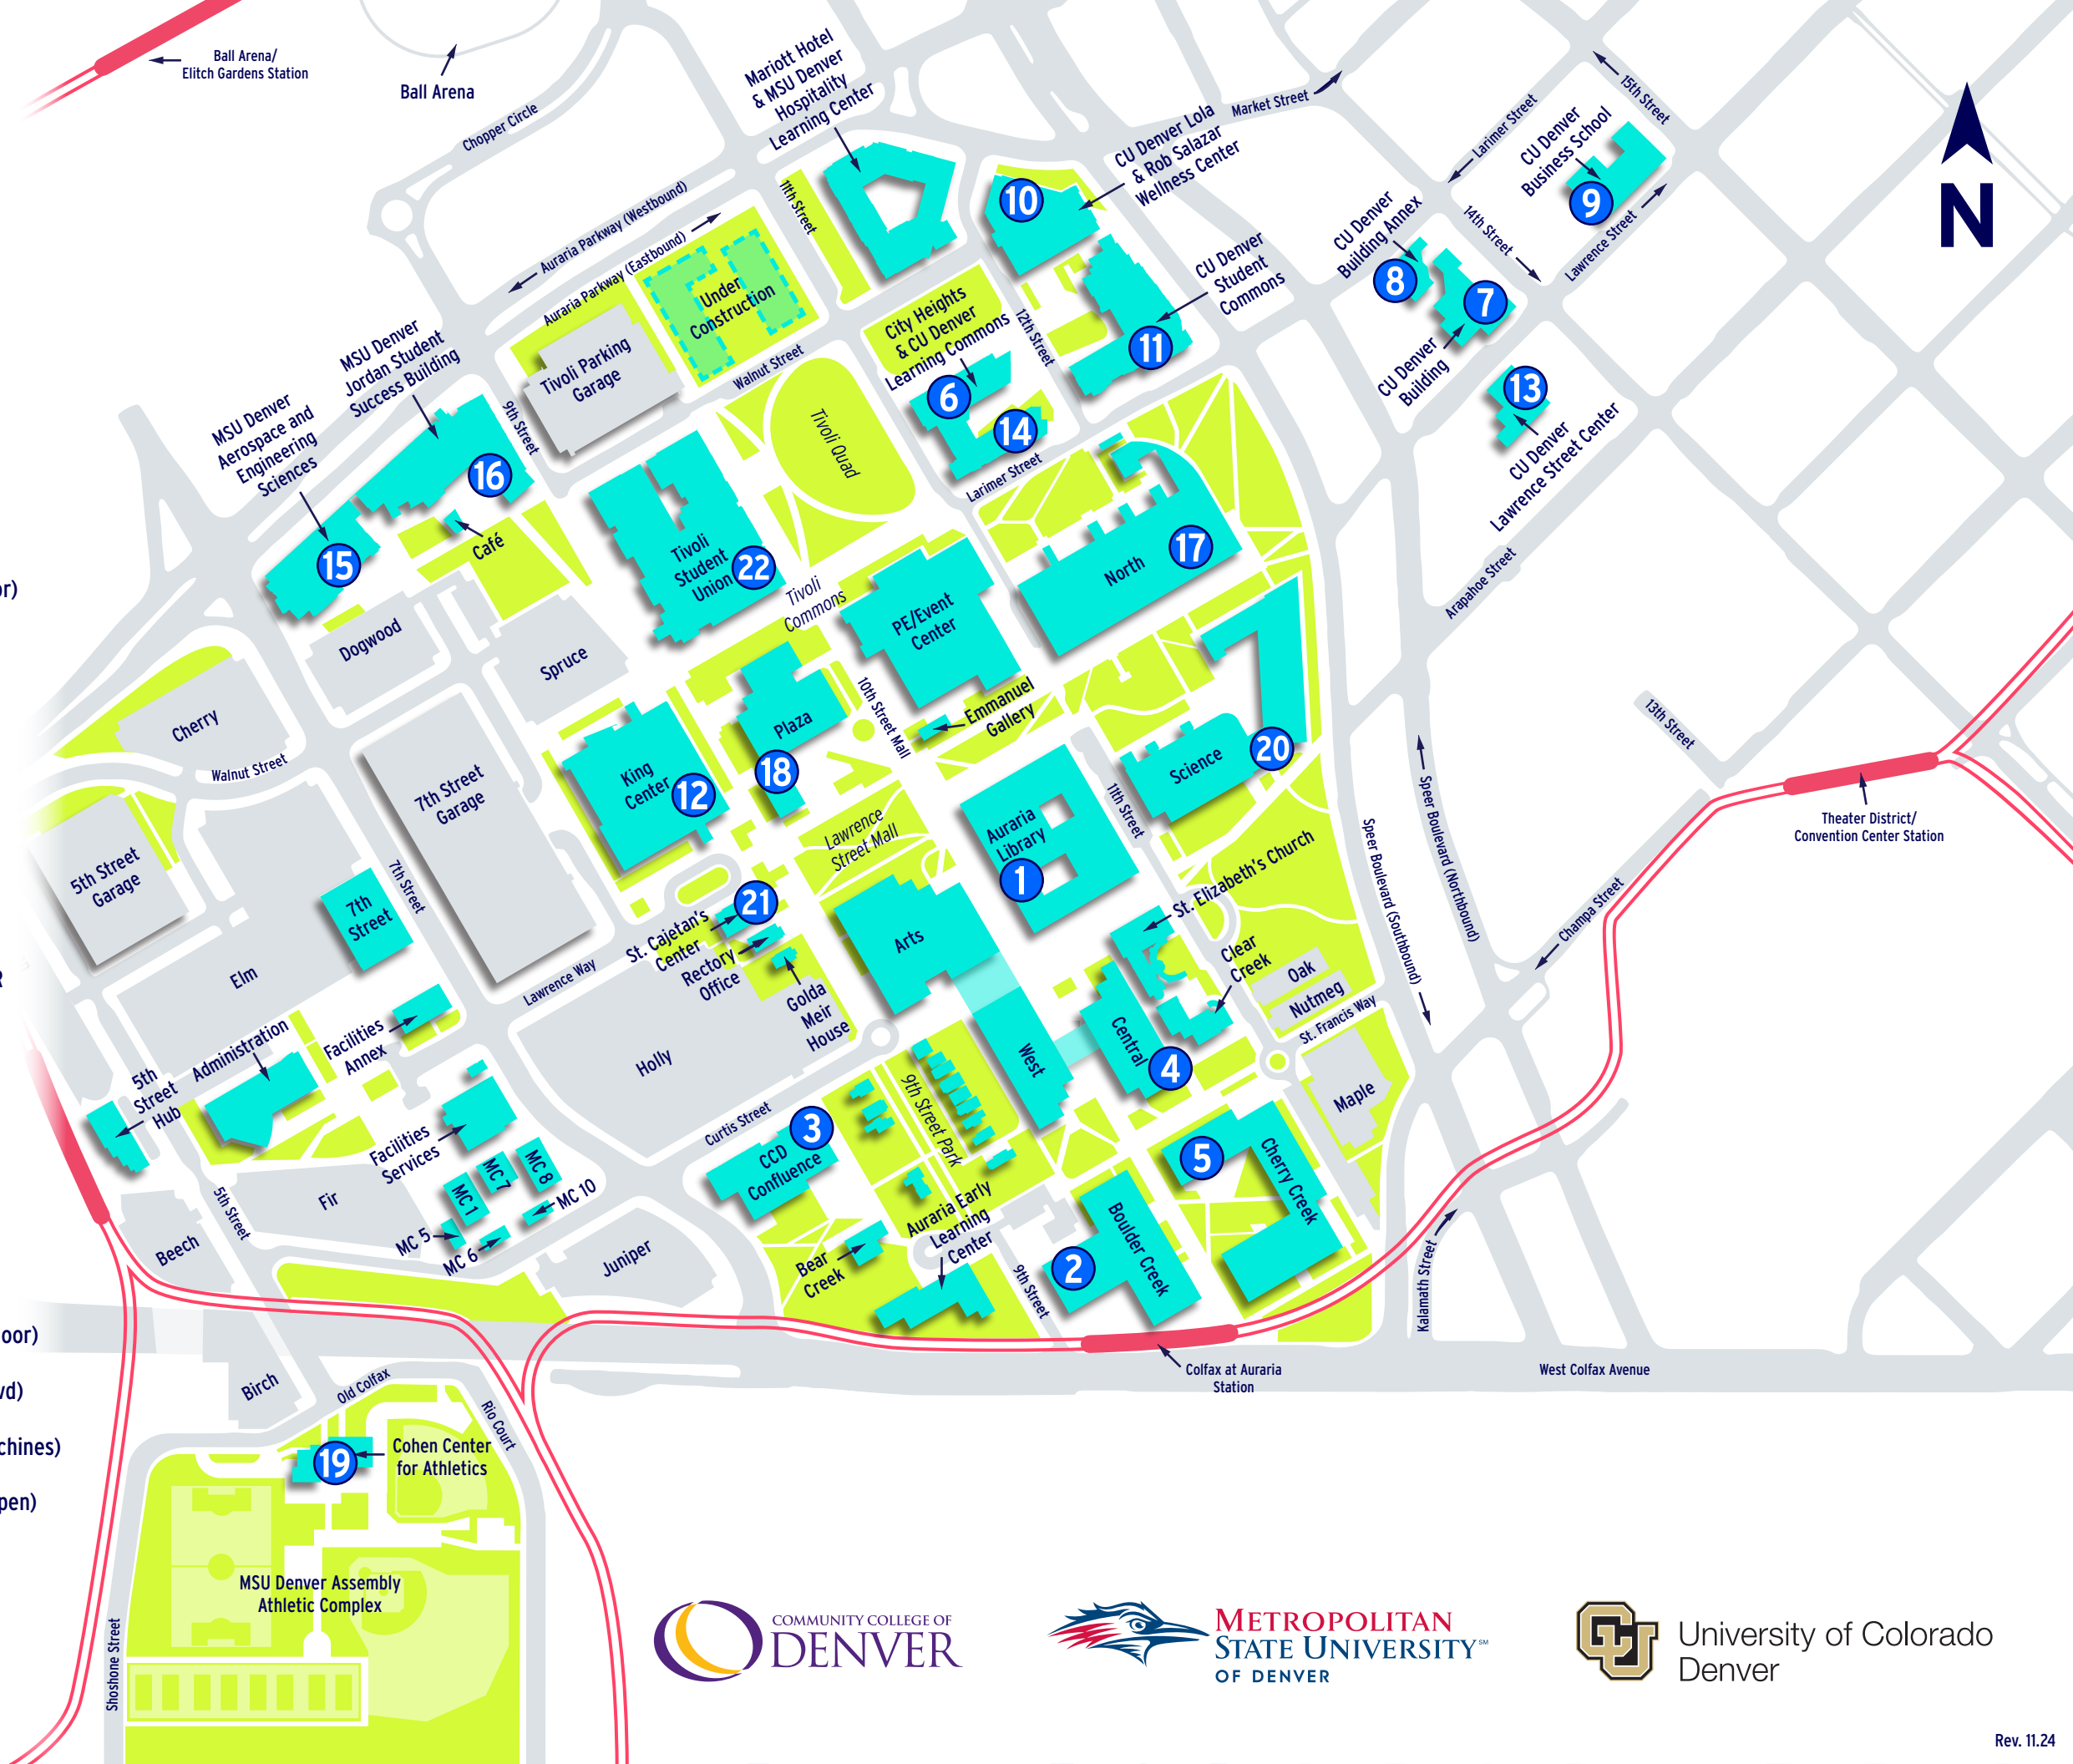 Ball Arena/
Elitch Gardens Station
Ball Arena
Chopper Circle
Mariott Hotel
& MSU Denver
Hospitality
Learning Center
Market Street
CU Denver Lola
& Rob Salazar
Wellness Center
10
Larimer Street
15th Street
CU Denver
Business School
9
14th Street
Lawrence Street
N
CU Denver
Building Annex
8
7
CU Denver
Building
13
CU Denver
Lawrence Street Center
Auraria Parkway (Westbound)
Auraria Parkway (Eastbound)
11th Street
Under
Construction
Tivoli Parking
Garage
Walnut Street
City Heights
& CU Denver
Learning Commons
6
14
12th Street
CU Denver
Student
Commons
11
MSU Denver
Jordan Student
Success Building
16
MSU Denver
Aerospace and
Engineering
Sciences
15
Café
9th Street
Tivoli Quad
Larimer Street
Tivoli
Student
Union
22
Tivoli
Commons
North
17
Arapahoe Street
or)
Dogwood
Spruce
PE/Event
Center
Cherry
Walnut Street
7th Street
Garage
King
Center
12
Plaza
18
10th Street Mall
Emmanuel
Gallery
Science
20
13th Street
Theater District/
Convention Center Station
5th Street
Garage
7th
Street
7th Street
Lawrence
Street Mall
Auraria
Library
1
11th Street
St. Elizabeth's Church
Speer Boulevard (Southbound)
Speer Boulevard (Northbound)
Champa Street
R
Elm
Lawrence Way
St. Cajetan's
Center
21
Rectory
Office
Golda
Meir
House
Arts
Clear
Creek
Oak
Nutmeg
St. Francis Way
5th
Street
Hub
Administration
Facilities
Annex
Holly
West
Central
4
Maple
Facilities
Services
Curtis Street
CCD
Confluence
3
9th Street Park
5
Cherry Creek
MC 1
MC 7
MC 8
MC 10
MC 5
MC 6
Fir
5th Street
Beech
Juniper
Bear
Creek
Auraria Early
Learning
Center
9th Street
2
Boulder Creek
Kalamath Street
oor)
Colfax at Auraria
Station
West Colfax Avenue
vd)
Birch
Old Colfax
Rio Court
chines)
19
Cohen Center
for Athletics
pen)
MSU Denver Assembly
Athletic Complex
Shoshone Street
COMMUNITY COLLEGE OF
DENVER
METROPOLITAN
STATE UNIVERSITY℠
OF DENVER
CU
University of Colorado
Denver
Rev. 11.24